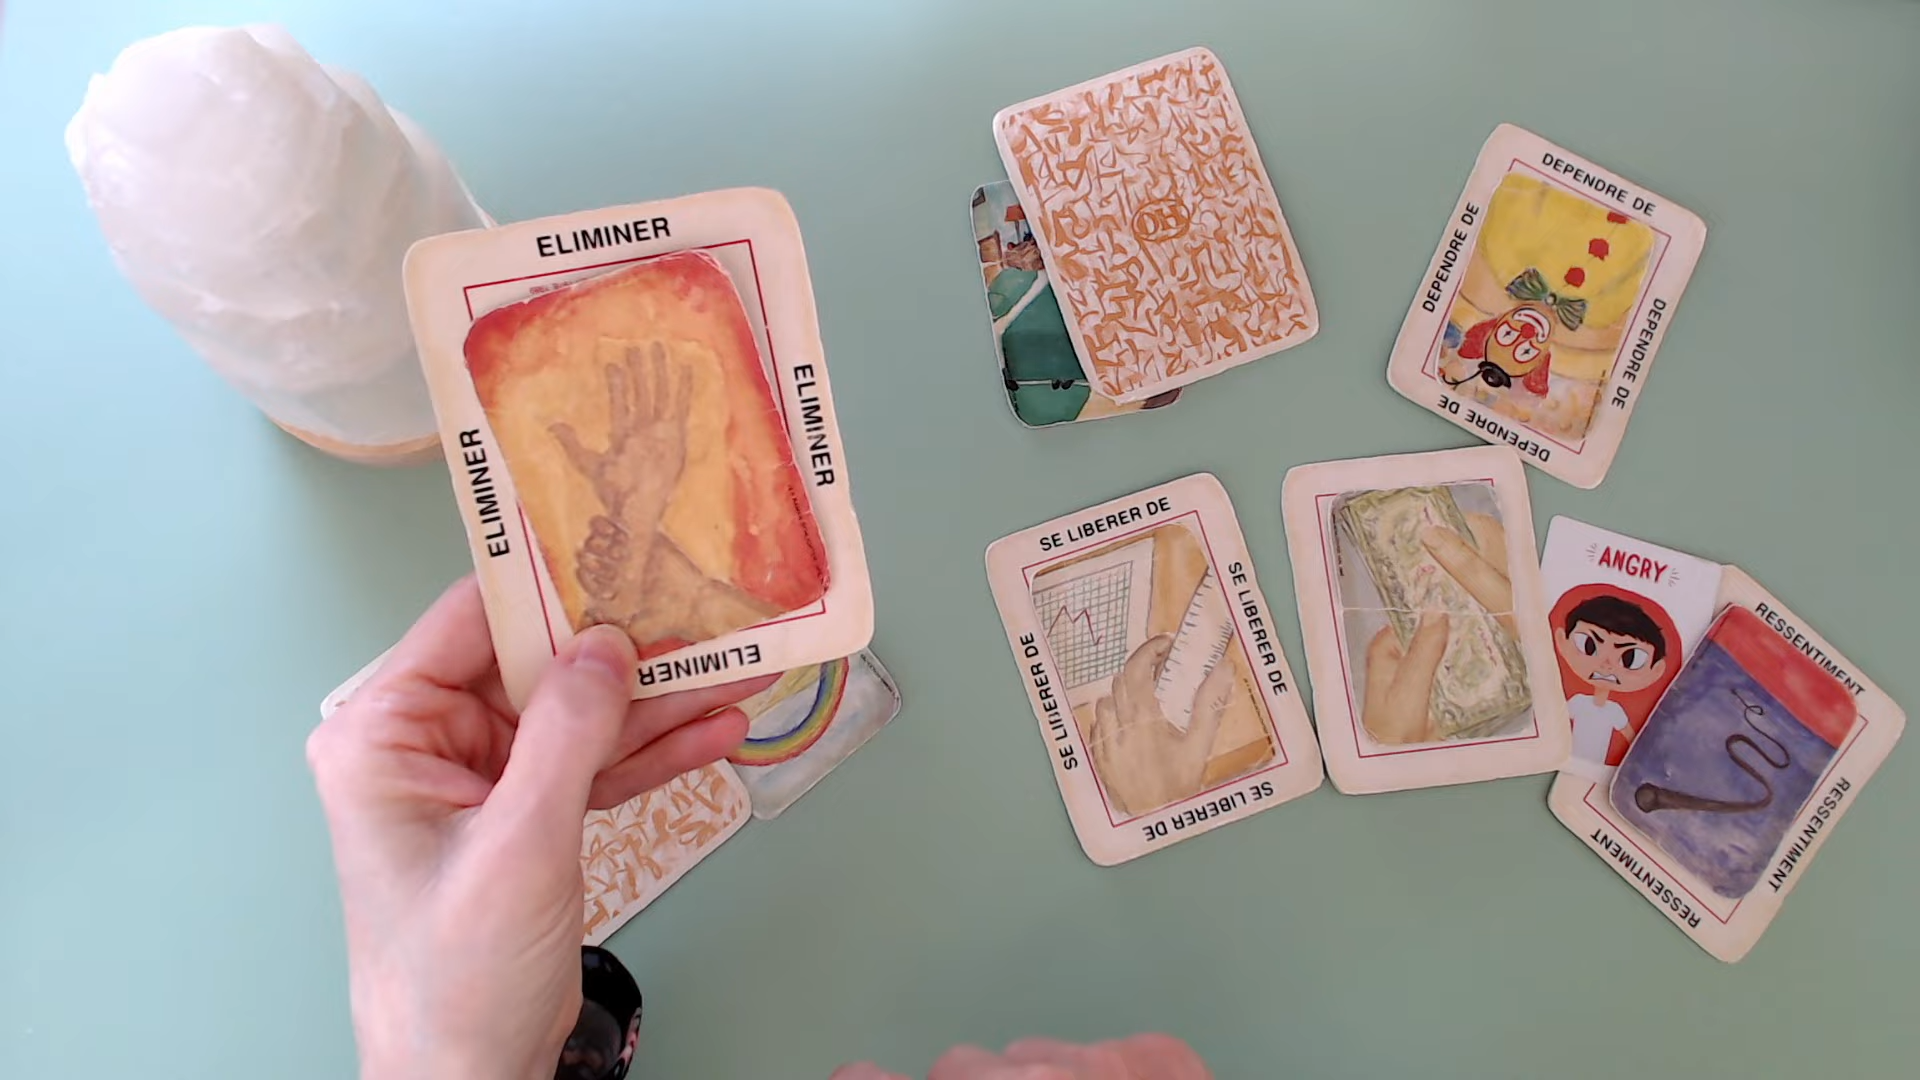 ELIMINER
ELIMINER
ELIMINER
ELIMINER
DH
DEPENDRE DE
DEPENDRE DE
DEPENDRE DE
DEPENDRE DE
SE LIBERER DE
SE LIBERER DE
SE LIBERER DE
SE LIBERER DE
ANGRY
RESSENTIMENT
RESSENTIMENT
RESSENTIMENT